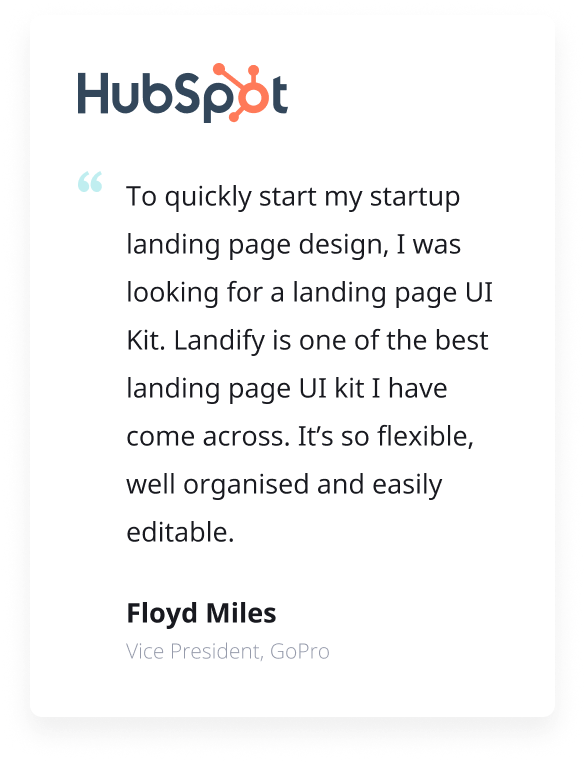 HubSpot
“
To quickly start my startup
landing page design, I was
looking for a landing page UI
Kit. Landify is one of the best
landing page UI kit I have
come across. It’s so flexible,
well organised and easily
editable.
Floyd Miles
Vice President, GoPro